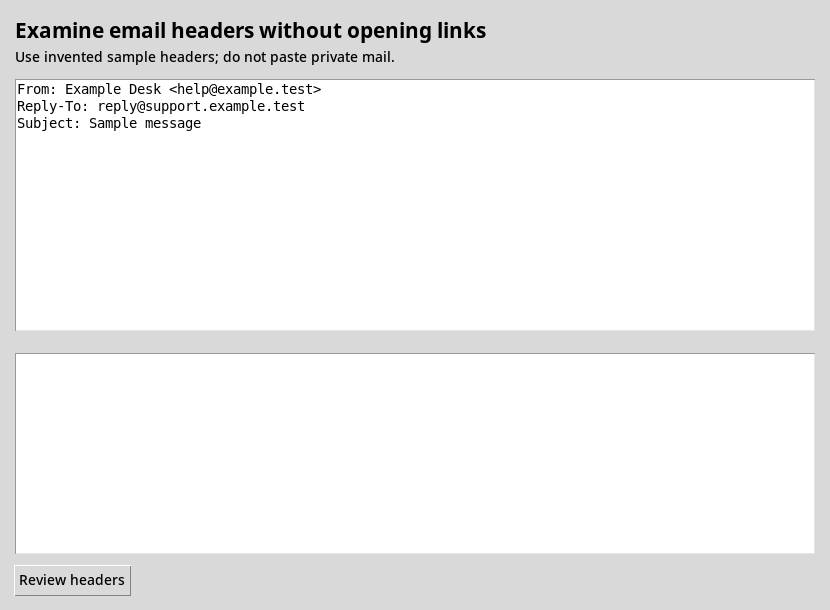 Examine email headers without opening links
Use invented sample headers; do not paste private mail.
From: Example Desk <help@example.test>
Reply-To: reply@support.example.test
Subject: Sample message
Review headers